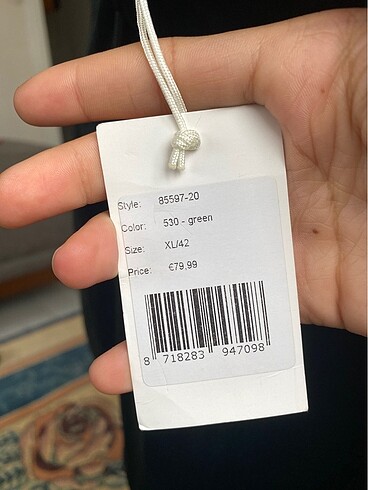 Style: 85597-20
Color: 530 - green
Size: XL/42
Price: €79,99
8 718283 947098